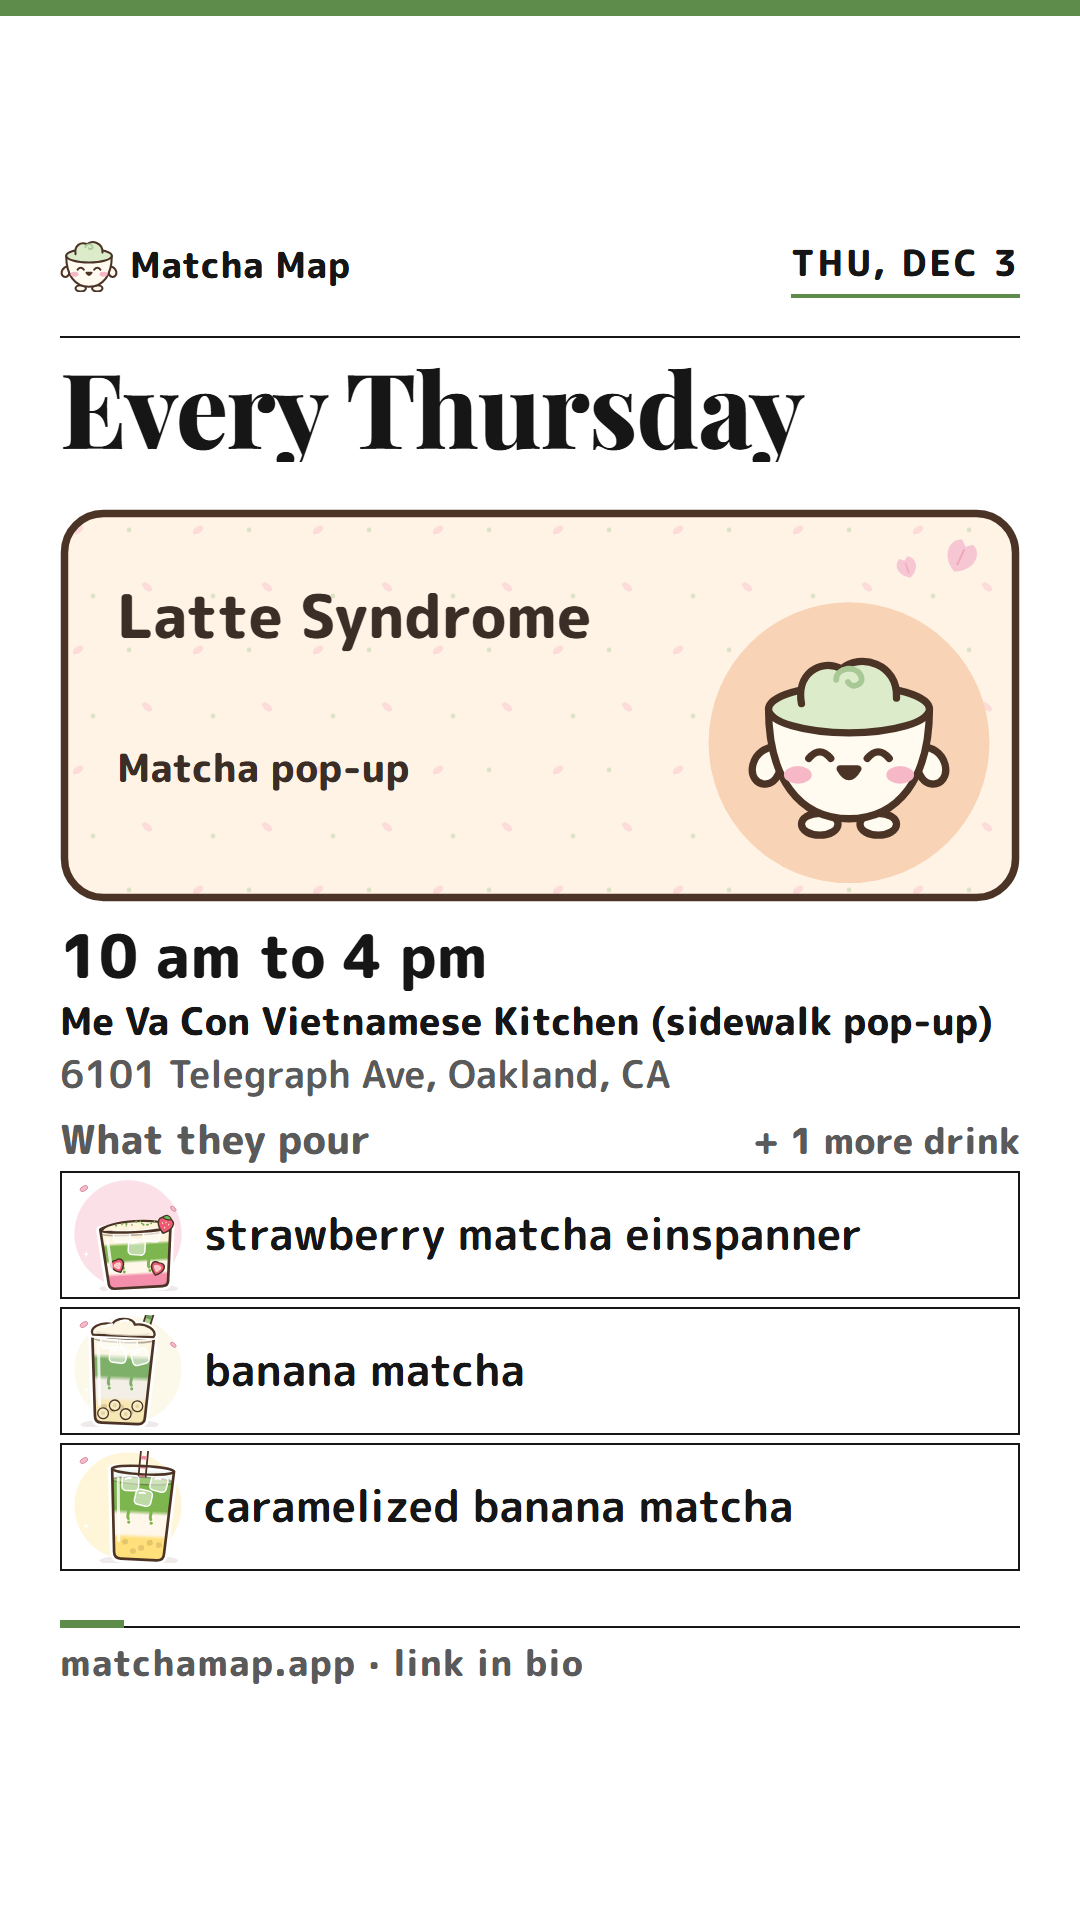 Matcha Map
THU, DEC 3
Every Thursday
Latte Syndrome
Matcha pop-up
10 am to 4 pm
Me Va Con Vietnamese Kitchen (sidewalk pop-up)
6101 Telegraph Ave, Oakland, CA
What they pour
+ 1 more drink
strawberry matcha einspanner
banana matcha
caramelized banana matcha
matchamap.app · link in bio